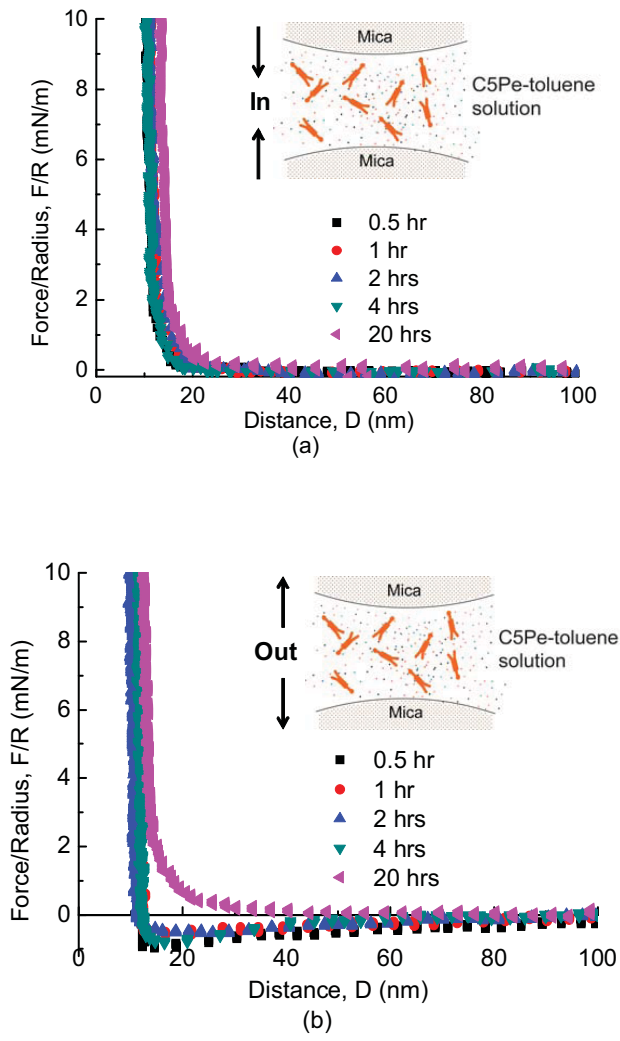 10
8
6
4
2
0
Force/Radius, F/R (mN/m)
In
Mica
C5Pe-toluene
solution
Mica
0.5 hr
1 hr
2 hrs
4 hrs
20 hrs
0 20 40 60 80 100
Distance, D (nm)
(a)
10
8
6
4
2
0
Force/Radius, F/R (mN/m)
Out
Mica
C5Pe-toluene
solution
Mica
0.5 hr
1 hr
2 hrs
4 hrs
20 hrs
0 20 40 60 80 100
Distance, D (nm)
(b)